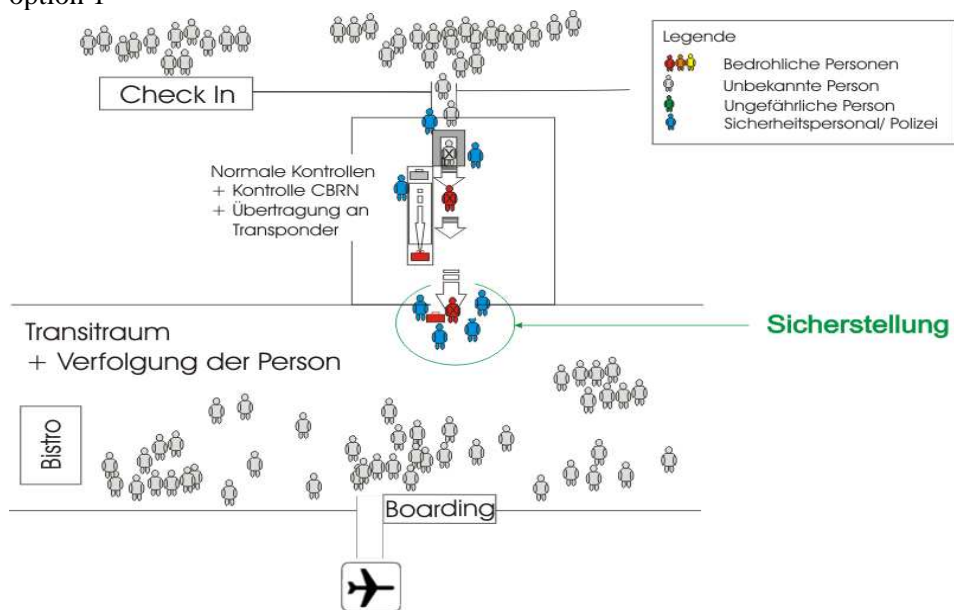 option 1
Legende
Bedrohliche Personen
Unbekannte Person
Ungefährliche Person
Sicherheitspersonal/ Polizei
Check In
Normale Kontrollen
+ Kontrolle CBRN
+ Übertragung an
Transponder
Sicherstellung
Transitraum
+ Verfolgung der Person
Bistro
Boarding